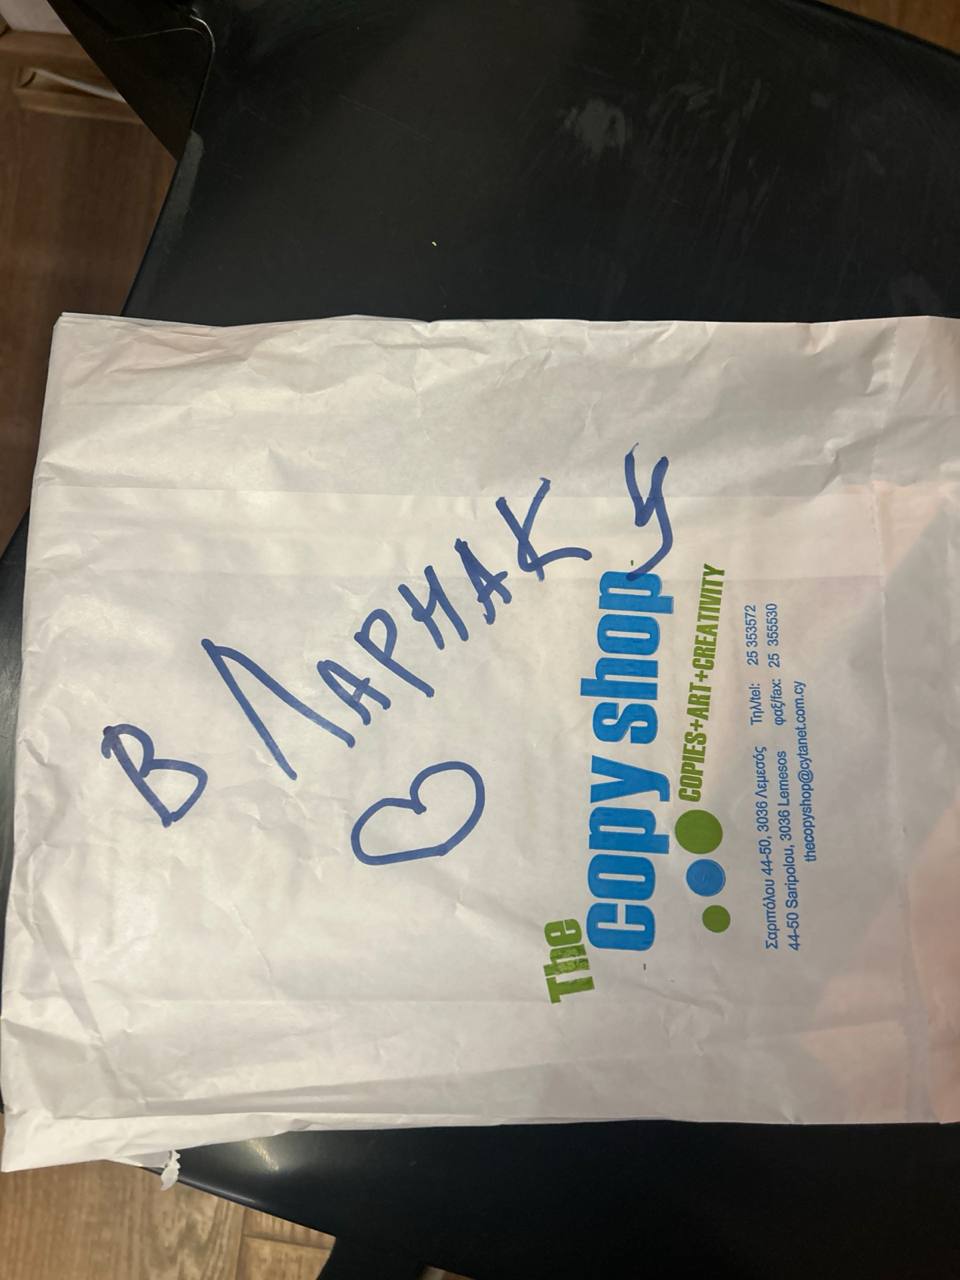 В ЛАРНАКУ
The
Copy shop
COPIES+ART+CREATIVITY
Σαριπόλου 44-50, 3036 Λεμεσός Τηλ/tel: 25 353572
44-50 Saripolou, 3036 Lemesos φαξ/fax: 25 355530
thecopyshop@cytanet.com.cy